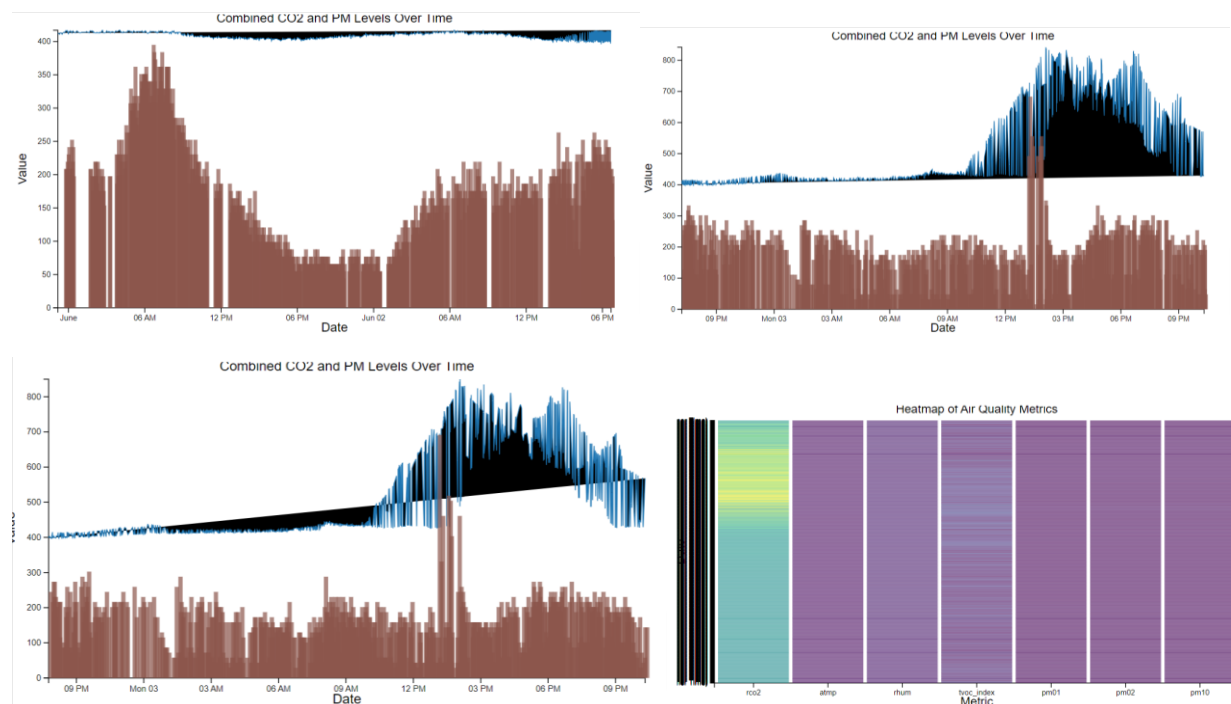 Combined CO2 and PM Levels Over Time
400
350
300
250
200
150
100
50
0
Value
June
06 AM
12 PM
06 PM
Jun 02
06 AM
12 PM
06 PM
Date
Combined CO2 and PM Levels Over Time
800
700
600
500
400
300
200
100
0
Value
09 PM
Mon 03
03 AM
06 AM
09 AM
12 PM
03 PM
06 PM
09 PM
Date
Combined CO2 and PM Levels Over Time
800
700
600
500
400
300
200
100
0
Value
09 PM
Mon 03
03 AM
06 AM
09 AM
12 PM
03 PM
06 PM
09 PM
Date
Heatmap of Air Quality Metrics
rco2
atmp
rhum
tvoc_index
pm01
pm02
pm10
Metric